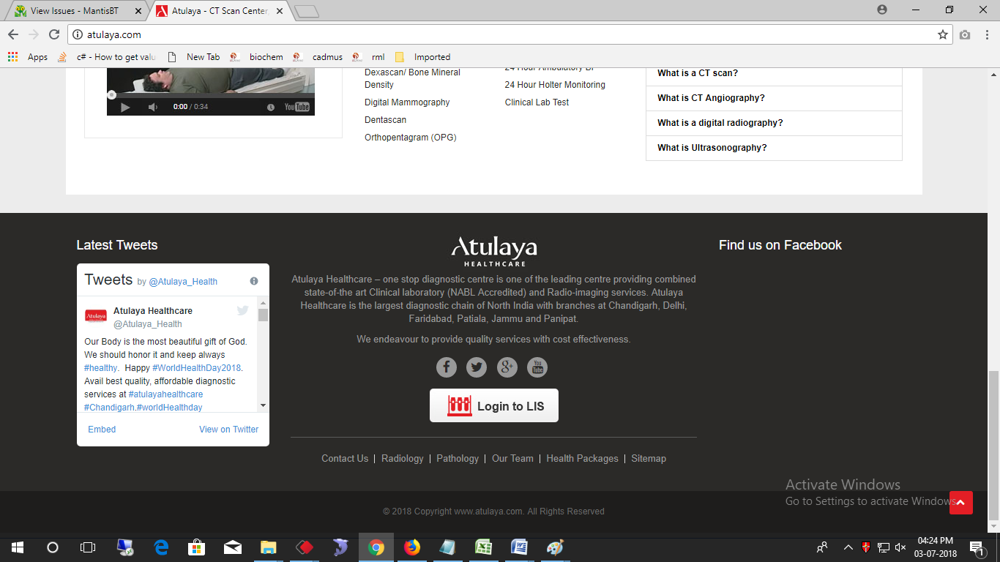 View Issues - MantisBT
Atulaya - CT Scan Center,
atulaya.com
Apps
c# - How to get valu
New Tab
biochem
cadmus
rml
Imported
0:00 / 0:34
YouTube
Dexascan/ Bone Mineral
Density
Digital Mammography
Dentascan
Orthopentagram (OPG)
24 Hour Ambulatory BP
24 Hour Holter Monitoring
Clinical Lab Test
What is a CT scan?
What is CT Angiography?
What is a digital radiography?
What is Ultrasonography?
Latest Tweets
Tweets by @Atulaya_Health
Atulaya
Atulaya Healthcare
@Atulaya_Health
Our Body is the most beautiful gift of God.
We should honor it and keep always
#healthy. Happy #WorldHealthDay2018.
Avail best quality, affordable diagnostic
services at #atulayahealthcare
#Chandigarh.#worldHealthday
Embed
View on Twitter
Atulaya
HEALTHCARE
Atulaya Healthcare – one stop diagnostic centre is one of the leading centre providing combined
state-of-the art Clinical laboratory (NABL Accredited) and Radio-imaging services. Atulaya
Healthcare is the largest diagnostic chain of North India with branches at Chandigarh, Delhi,
Faridabad, Patiala, Jammu and Panipat.
We endeavour to provide quality services with cost effectiveness.
You Tube
Login to LIS
Contact Us | Radiology | Pathology | Our Team | Health Packages | Sitemap
Find us on Facebook
Activate Windows
Go to Settings to activate Windows.
© 2018 Copyright www.atulaya.com. All Rights Reserved
04:24 PM
03-07-2018
1